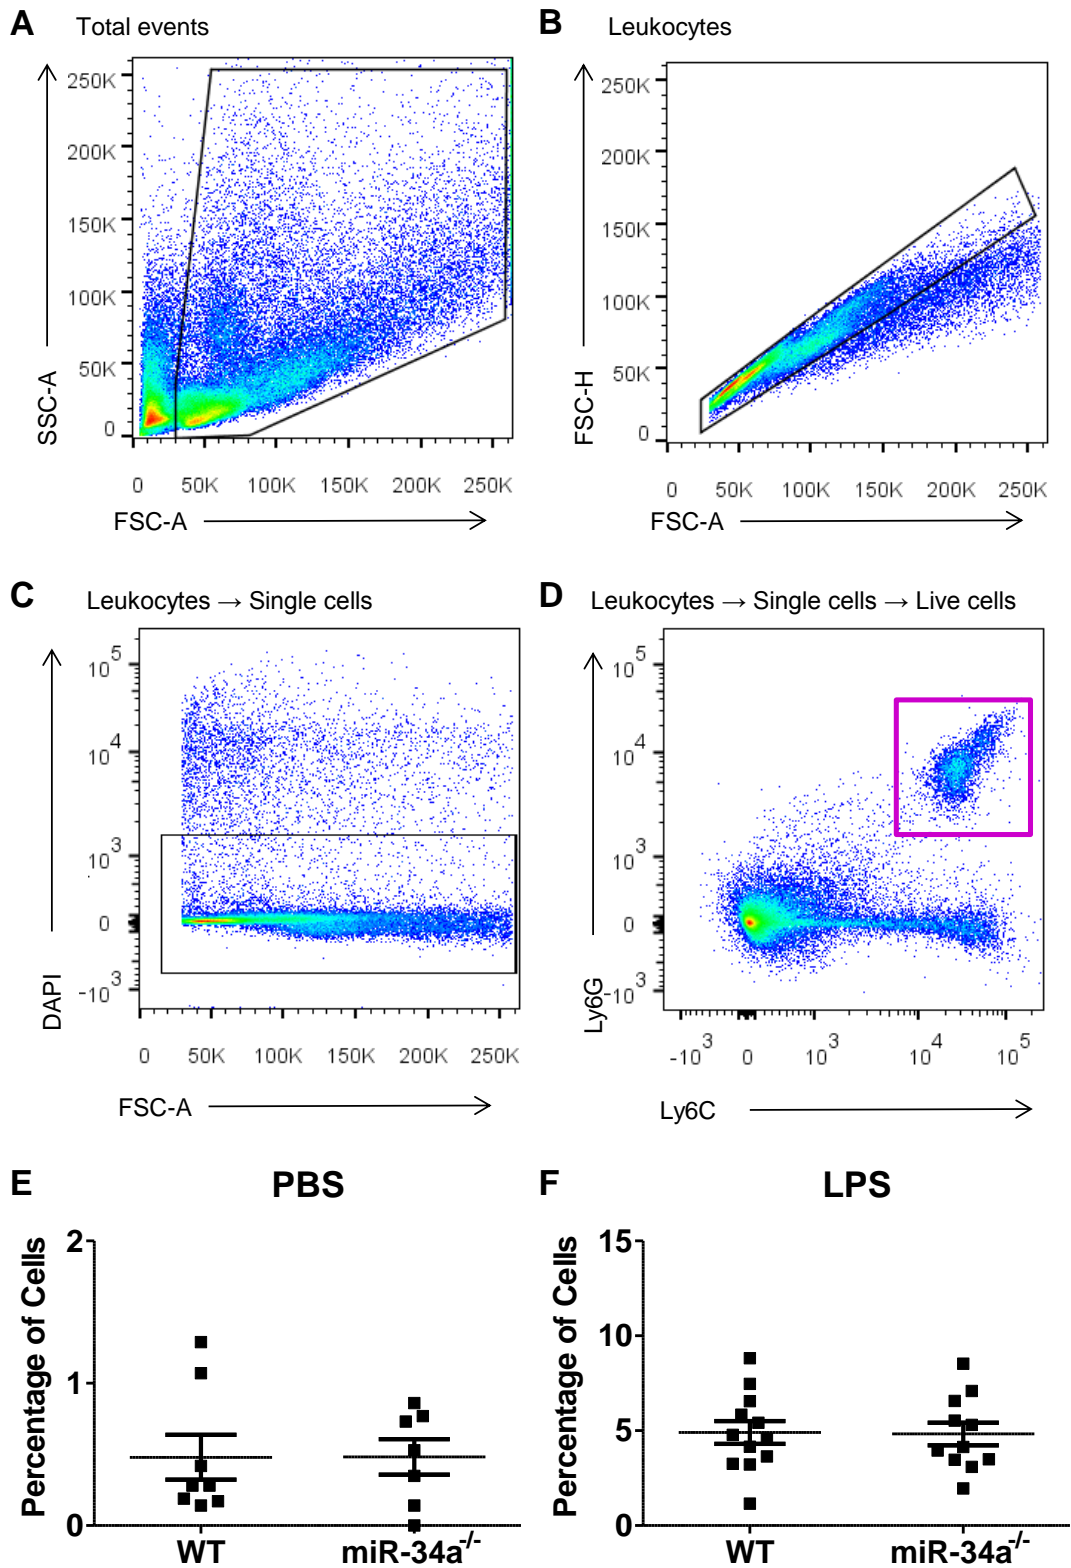 A Total events
250K
200K
150K
100K
50K
0
SSC-A
0 50K 100K 150K 200K 250K
FSC-A
B Leukocytes
250K
200K
150K
100K
50K
0
FSC-H
0 50K 100K 150K 200K 250K
FSC-A
C Leukocytes → Single cells
10^5
10^4
10^3
0
-10^3
DAPI
0 50K 100K 150K 200K 250K
FSC-A
D Leukocytes → Single cells → Live cells
10^5
10^4
10^3
0
-10^3
Ly6G
-10^3 0 10^3 10^4 10^5
Ly6C
E PBS
2
1
0
Percentage of Cells
WT miR-34a^-/-
F LPS
15
10
5
0
Percentage of Cells
WT miR-34a^-/-